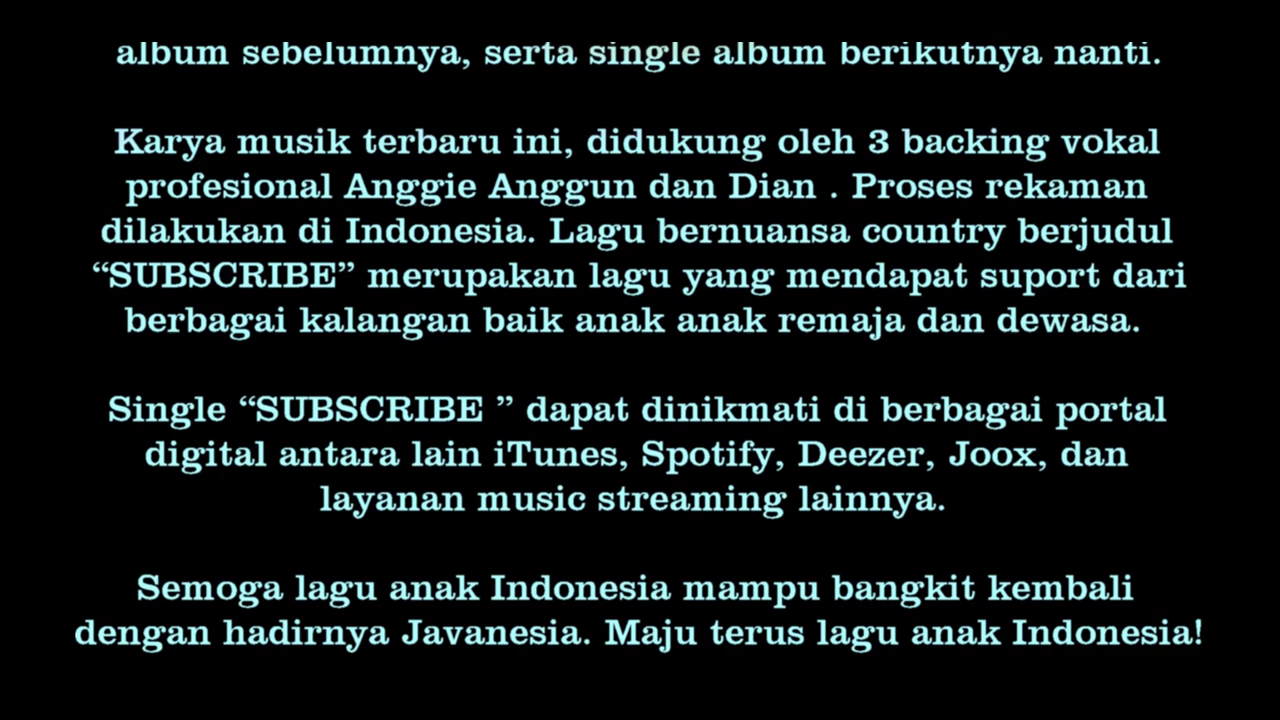 album sebelumnya, serta single album berikutnya nanti.
Karya musik terbaru ini, didukung oleh 3 backing vokal
profesional Anggie Anggun dan Dian . Proses rekaman
dilakukan di Indonesia. Lagu bernuansa country berjudul
“SUBSCRIBE” merupakan lagu yang mendapat suport dari
berbagai kalangan baik anak anak remaja dan dewasa.
Single “SUBSCRIBE ” dapat dinikmati di berbagai portal
digital antara lain iTunes, Spotify, Deezer, Joox, dan
layanan music streaming lainnya.
Semoga lagu anak Indonesia mampu bangkit kembali
dengan hadirnya Javanesia. Maju terus lagu anak Indonesia!